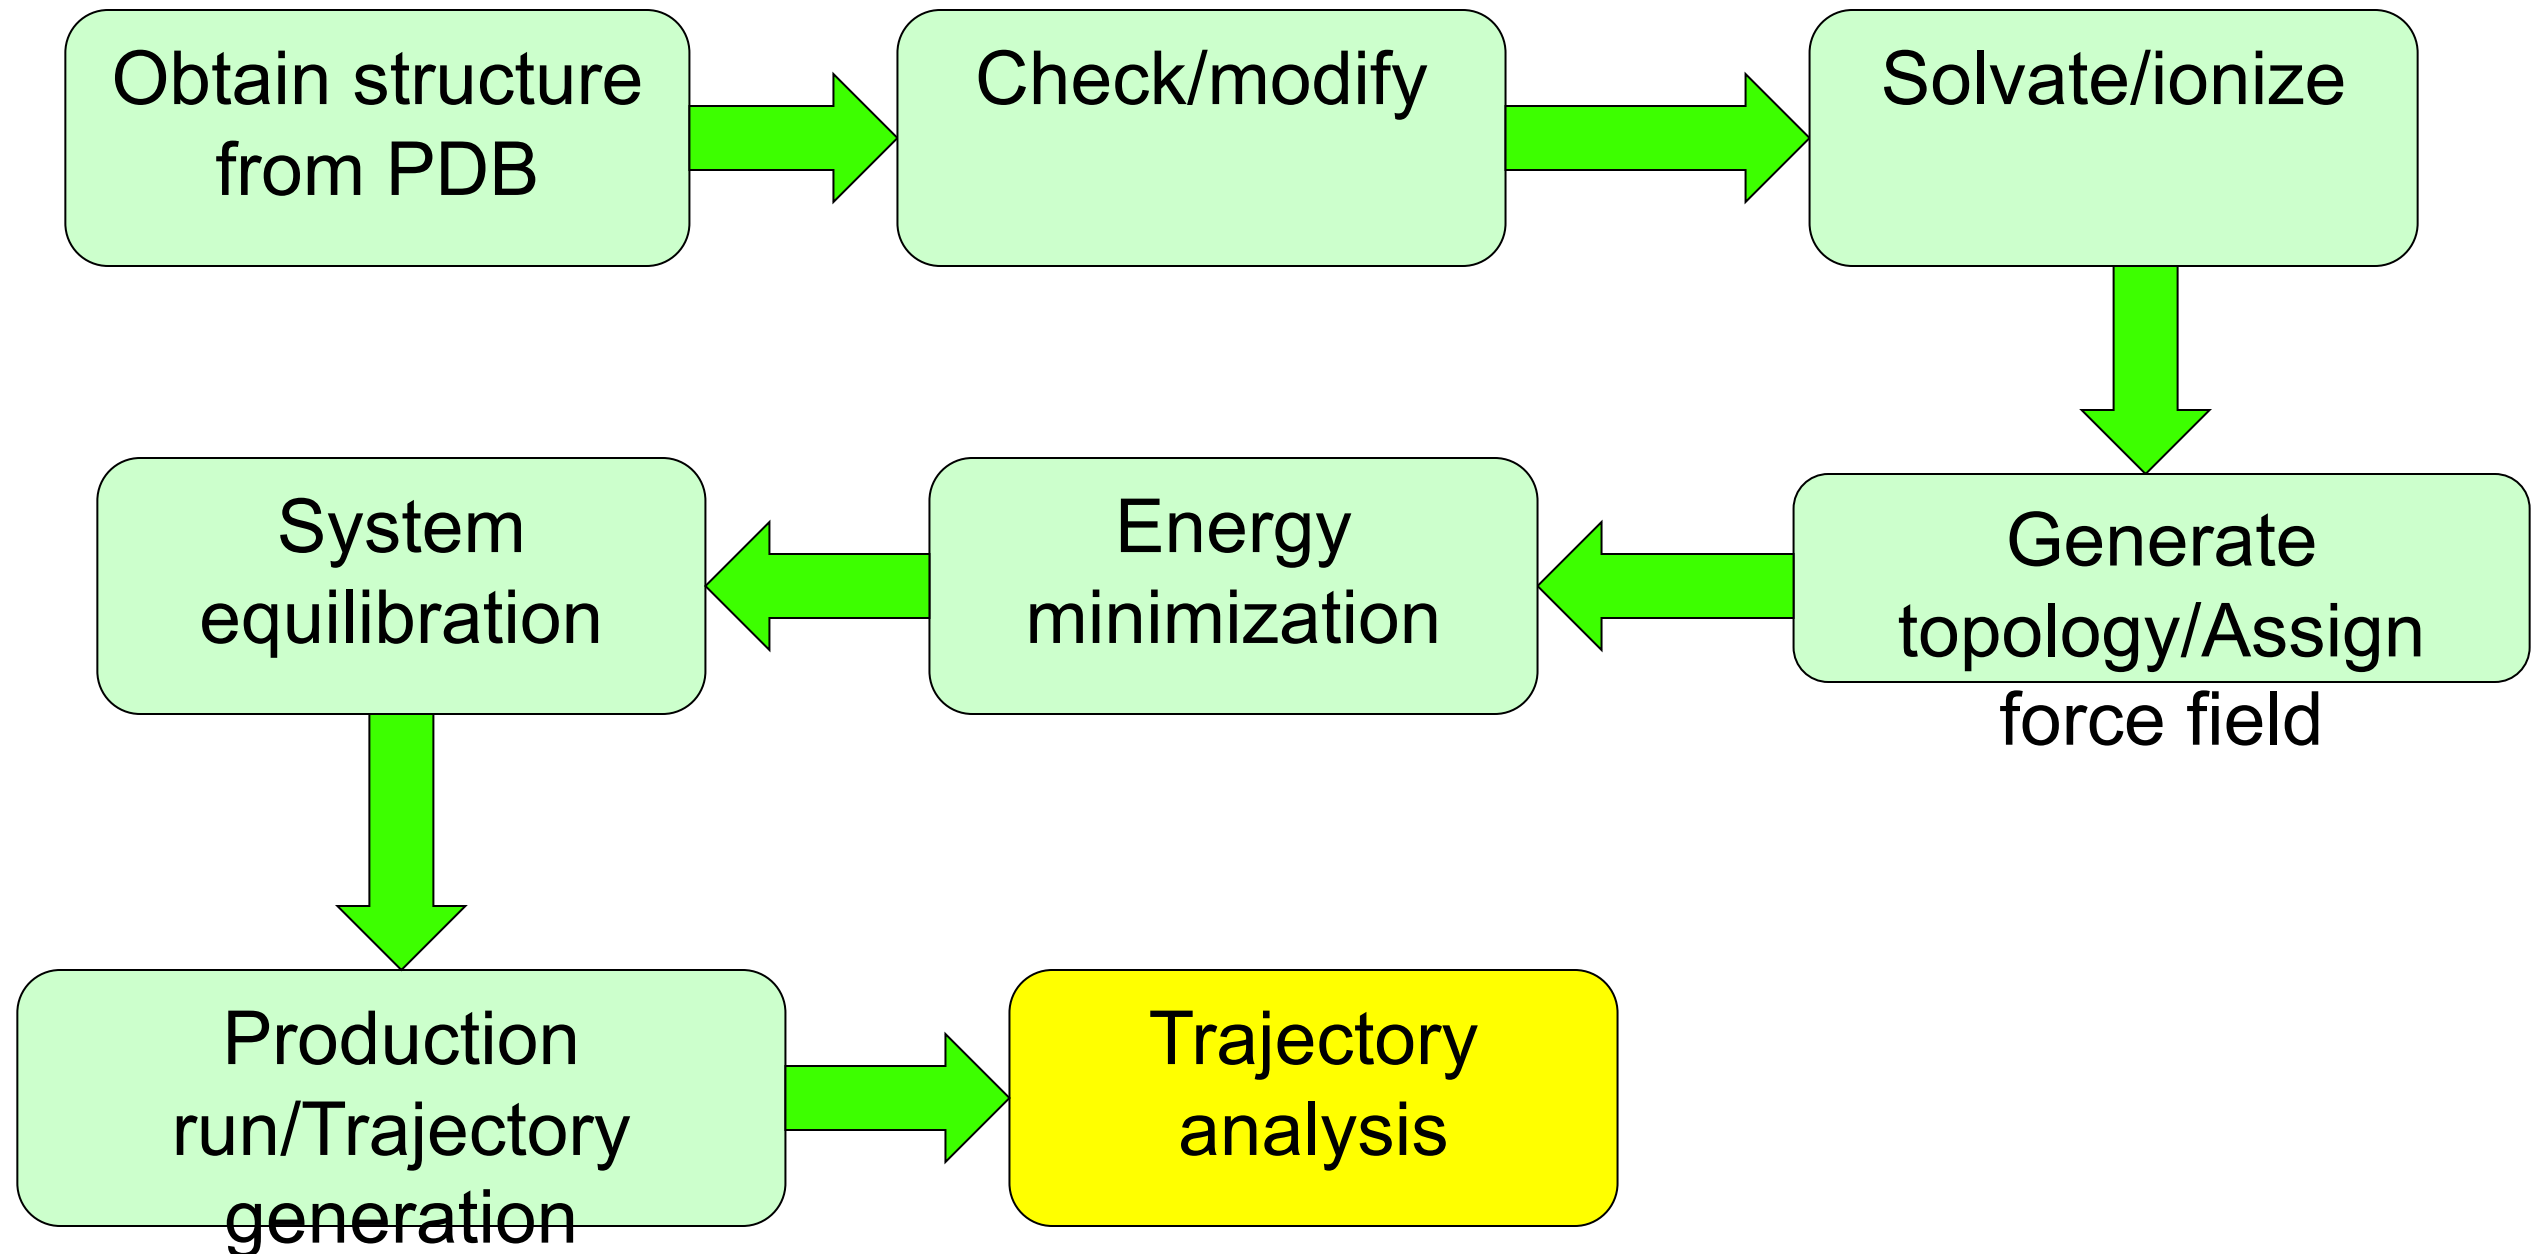 Obtain structure
from PDB
Check/modify
Solvate/ionize
Generate
topology/Assign
force field
Energy
minimization
System
equilibration
Production
run/Trajectory
generation
Trajectory
analysis